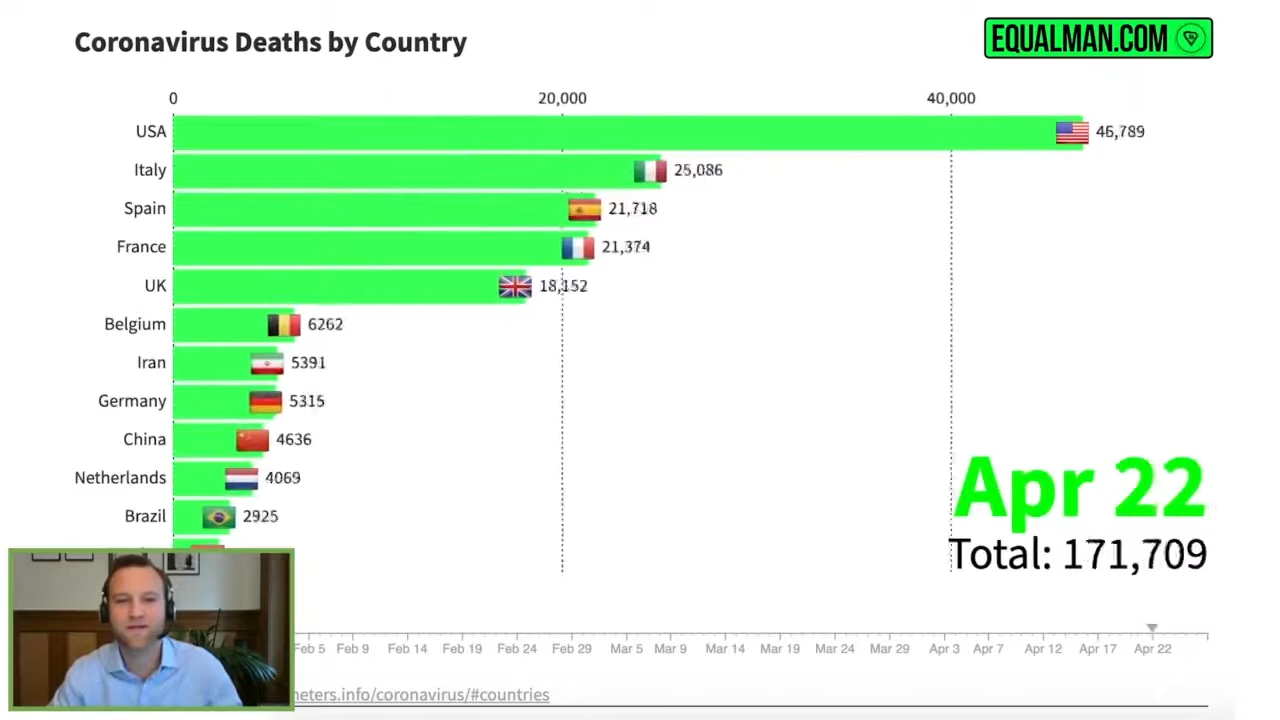 Coronavirus Deaths by Country
EQUALMAN.COM
0 20,000 40,000
USA 46,789
Italy 25,086
Spain 21,718
France 21,374
UK 18,152
Belgium 6262
Iran 5391
Germany 5315
China 4636
Netherlands 4069
Brazil 2925
Apr 22
Total: 171,709
Feb 5 Feb 9 Feb 14 Feb 19 Feb 24 Feb 29 Mar 5 Mar 9 Mar 14 Mar 19 Mar 24 Mar 29 Apr 3 Apr 7 Apr 12 Apr 17 Apr 22
meters.info/coronavirus/#countries